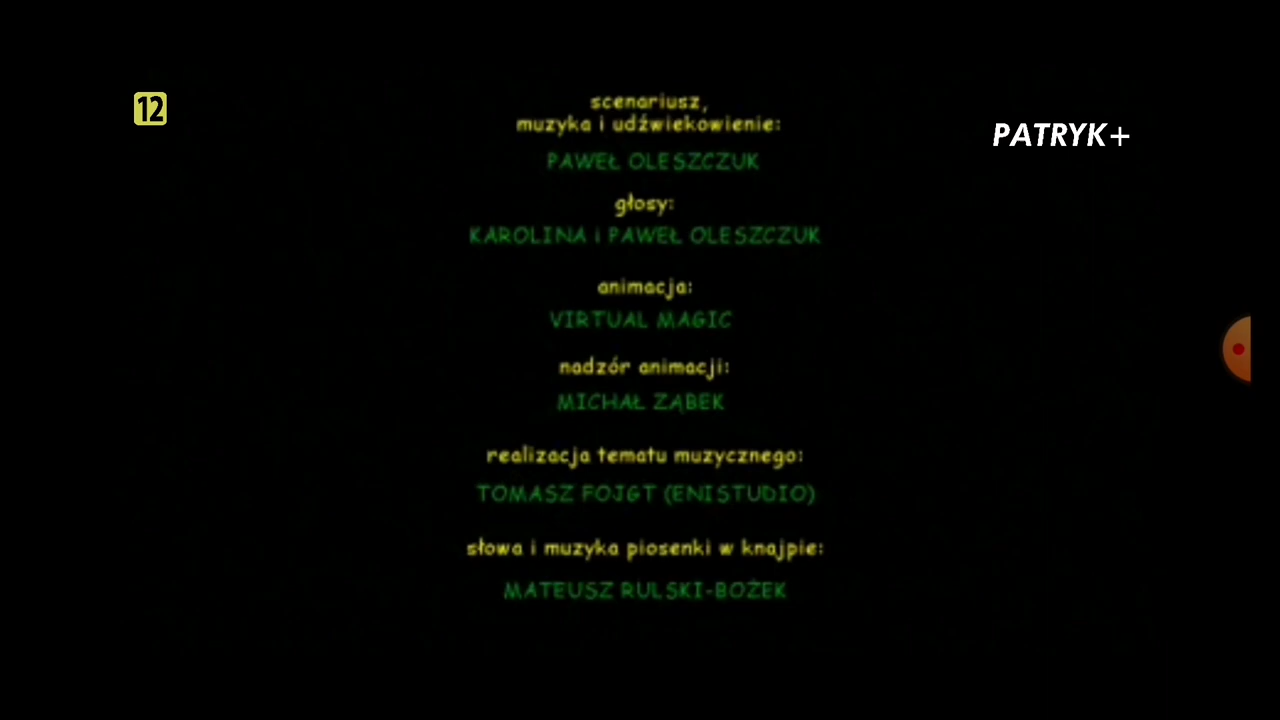 12
PATRYK+
scenariusz,
muzyka i udźwiekowienie:
PAWEŁ OLESZCZUK
głosy:
KAROLINA i PAWEŁ OLESZCZUK
animacja:
VIRTUAL MAGIC
nadzór animacji:
MICHAŁ ZĄBEK
realizacja tematu muzycznego:
TOMASZ FOJGT (ENISTUDIO)
słowa i muzyka piosenki w knajpie:
MATEUSZ RULSKI-BOŻEK